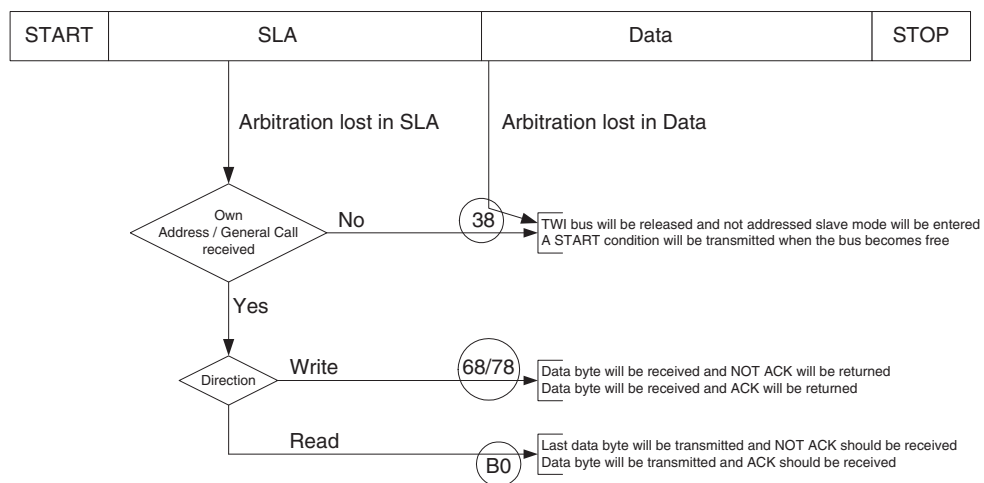 START
SLA
Data
STOP
Arbitration lost in SLA
Arbitration lost in Data
Own
Address / General Call
received
No
38
TWI bus will be released and not addressed slave mode will be entered
A START condition will be transmitted when the bus becomes free
Yes
Direction
Write
68/78
Data byte will be received and NOT ACK will be returned
Data byte will be received and ACK will be returned
Read
B0
Last data byte will be transmitted and NOT ACK should be received
Data byte will be transmitted and ACK should be received